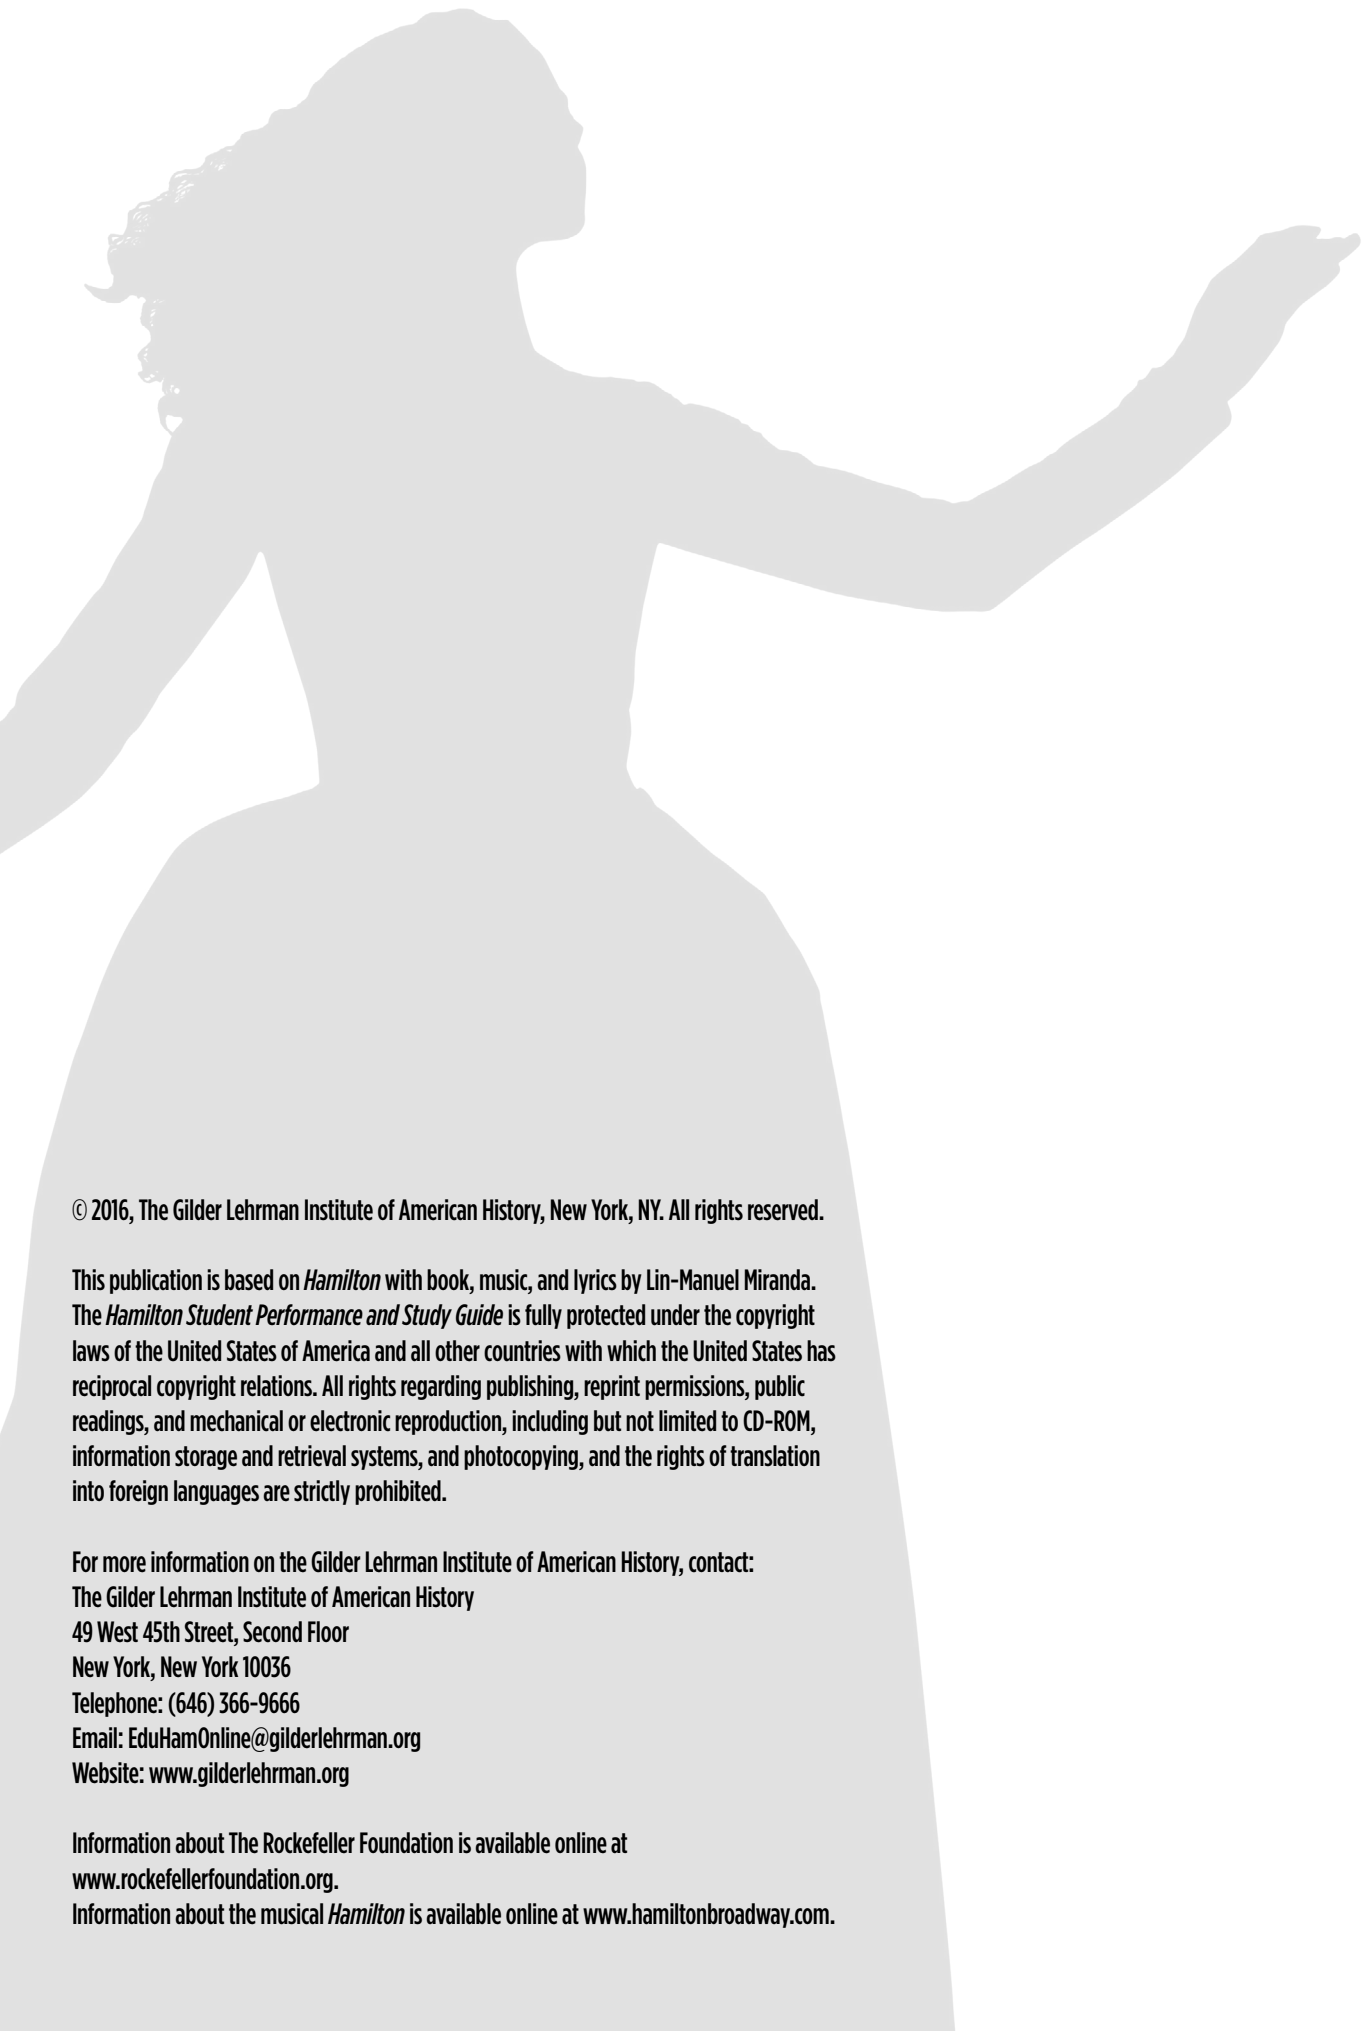 © 2016, The Gilder Lehrman Institute of American History, New York, NY. All rights reserved.
This publication is based on Hamilton with book, music, and lyrics by Lin-Manuel Miranda.
The Hamilton Student Performance and Study Guide is fully protected under the copyright
laws of the United States of America and all other countries with which the United States has
reciprocal copyright relations. All rights regarding publishing, reprint permissions, public
readings, and mechanical or electronic reproduction, including but not limited to CD-ROM,
information storage and retrieval systems, and photocopying, and the rights of translation
into foreign languages are strictly prohibited.
For more information on the Gilder Lehrman Institute of American History, contact:
The Gilder Lehrman Institute of American History
49 West 45th Street, Second Floor
New York, New York 10036
Telephone: (646) 366-9666
Email: EduHamOnline@gilderlehrman.org
Website: www.gilderlehrman.org
Information about The Rockefeller Foundation is available online at
www.rockefellerfoundation.org.
Information about the musical Hamilton is available online at www.hamiltonbroadway.com.